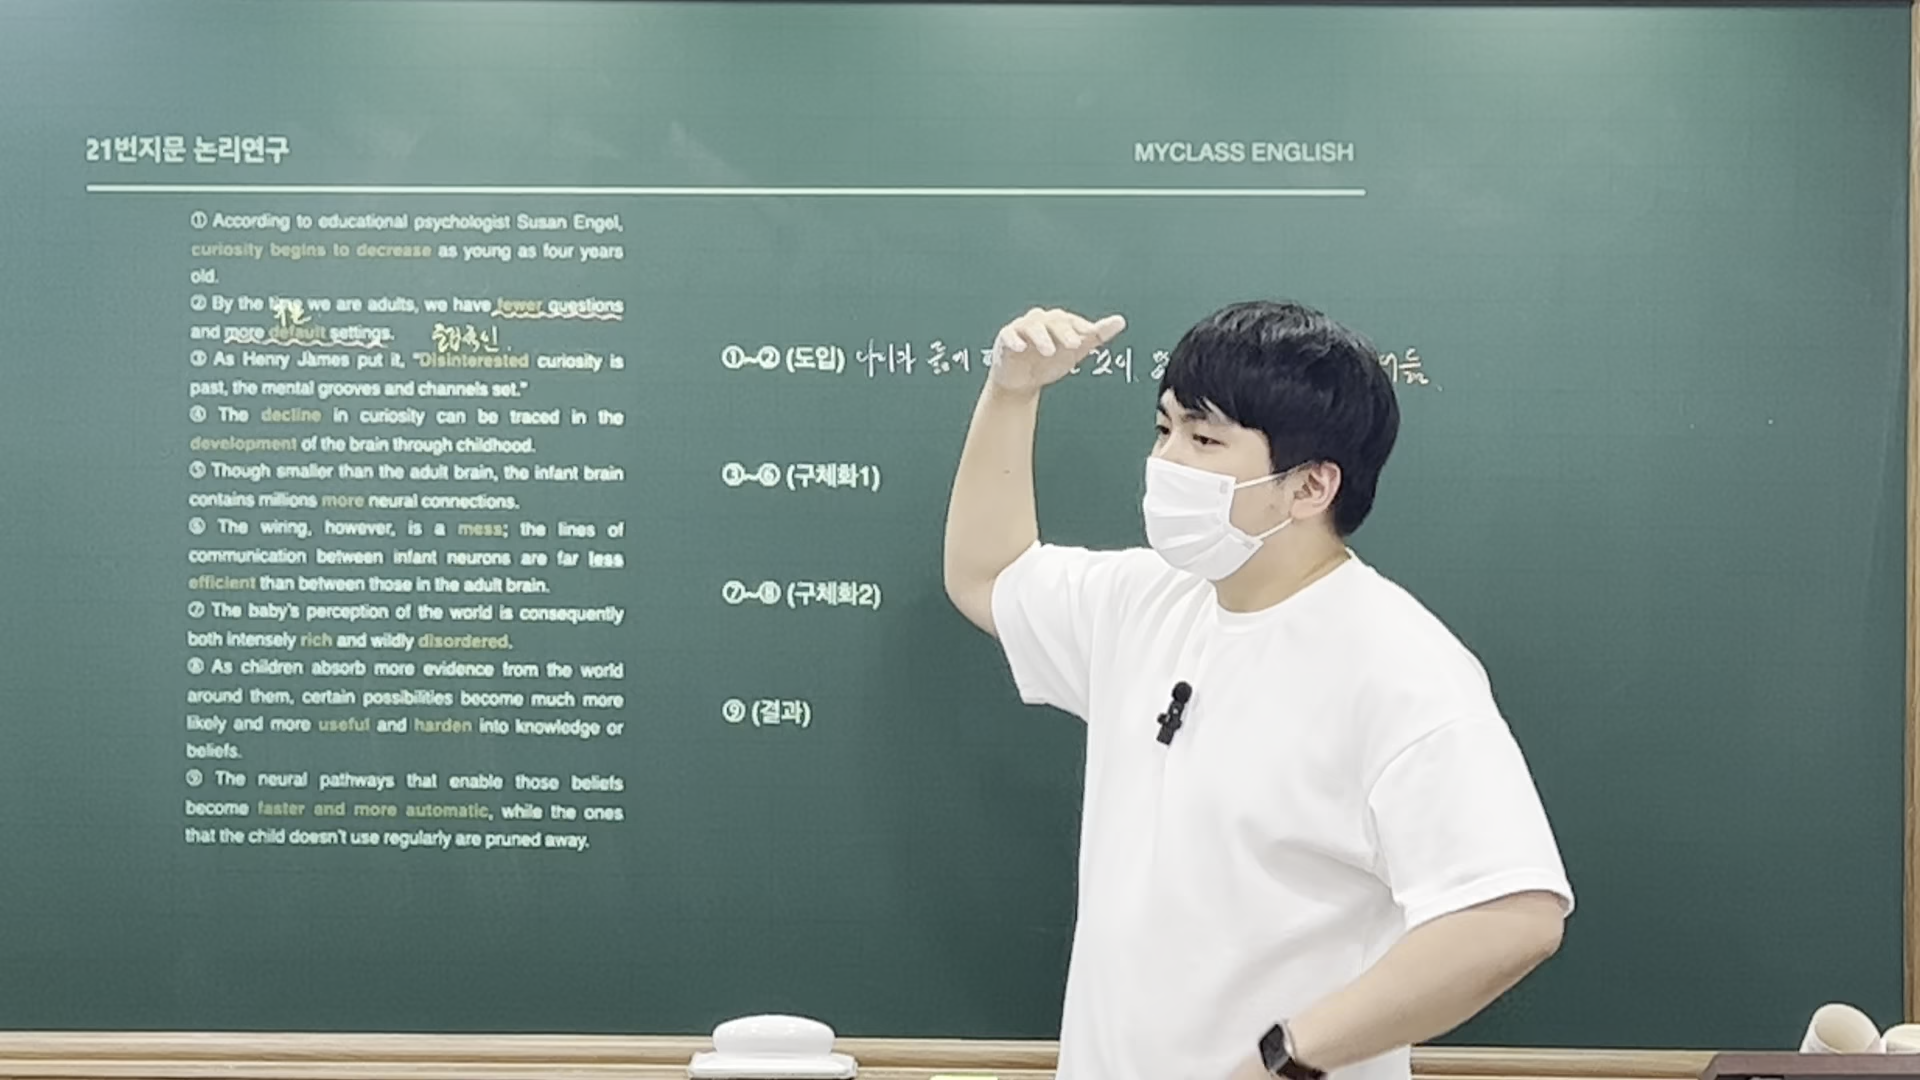 21번지문 논리연구
MYCLASS ENGLISH
① According to educational psychologist Susan Engel,
curiosity begins to decrease as young as four years
old.
② By the time we are adults, we have fewer questions
and more default settings.
③ As Henry James put it, "Disinterested curiosity is
past, the mental grooves and channels set."
④ The decline in curiosity can be traced in the
development of the brain through childhood.
⑤ Though smaller than the adult brain, the infant brain
contains millions more neural connections.
⑥ The wiring, however, is a mess; the lines of
communication between infant neurons are far less
efficient than between those in the adult brain.
⑦ The baby's perception of the world is consequently
both intensely rich and wildly disordered.
⑧ As children absorb more evidence from the world
around them, certain possibilities become much more
likely and more useful and harden into knowledge or
beliefs.
⑨ The neural pathways that enable those beliefs
become faster and more automatic, while the ones
that the child doesn't use regularly are pruned away.
①~② (도입) 나이가 듦에 것이
③~⑥ (구체화1)
⑦~⑧ (구체화2)
⑨ (결과)